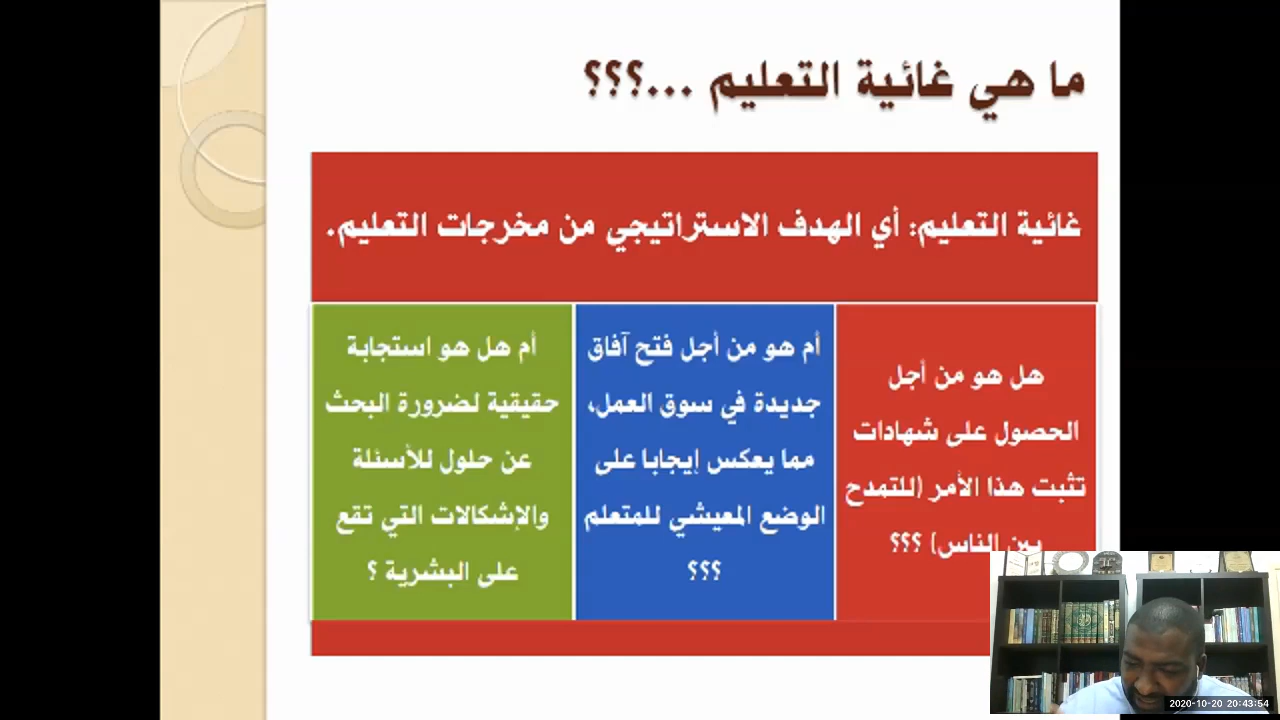 ما هي غائية التعليم ...؟؟؟
غائية التعليم: أي الهدف الاستراتيجي من مخرجات التعليم.
هل هو من أجل
الحصول على شهادات
تثبت هذا الأمر (للتمدح
بين الناس) ؟؟؟
أم هو من أجل فتح آفاق
جديدة في سوق العمل،
مما يعكس إيجابا على
الوضع المعيشي للمتعلم
؟؟؟
أم هل هو استجابة
حقيقية لضرورة البحث
عن حلول للأسئلة
والإشكالات التي تقع
على البشرية ؟
2020-10-20 20:43:54